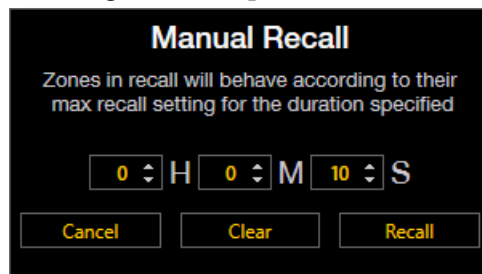 Manual Recall
Zones in recall will behave according to their
max recall setting for the duration specified
0 H 0 M 10 S
Cancel Clear Recall